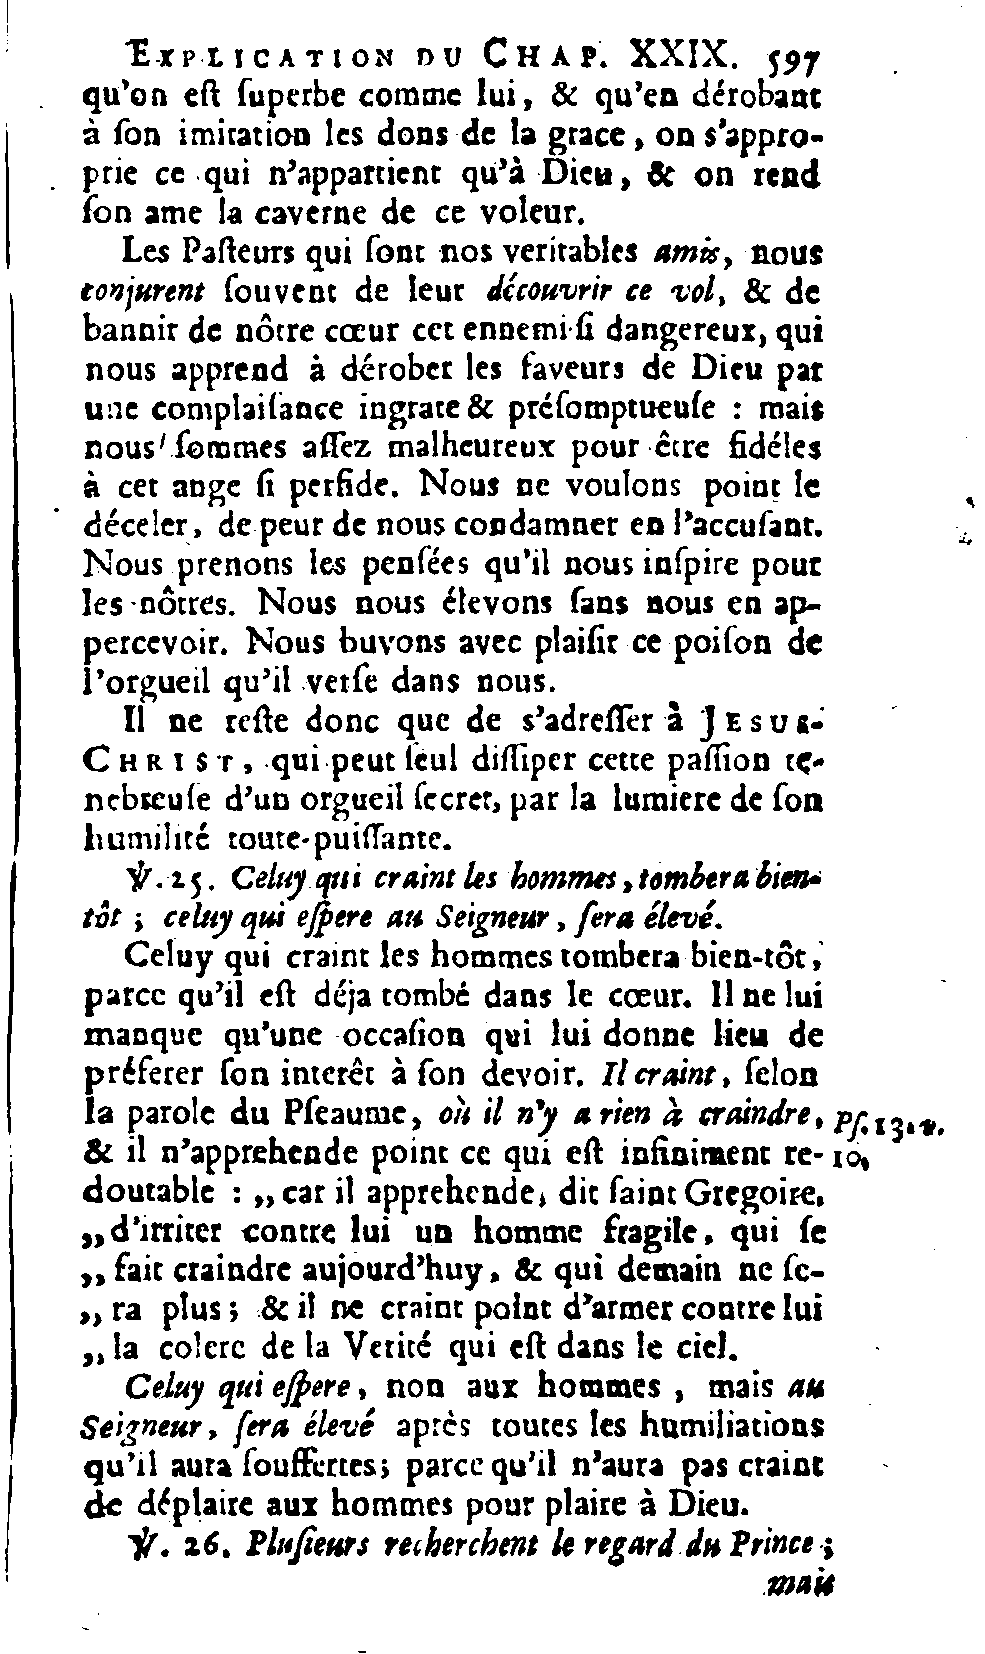 EXPLICATION DU CHAP. XXIX. 597
qu'on eſt ſuperbe comme lui, & qu'en dérobant
à ſon imitation les dons de la grace, on s'appro-
prie ce qui n'appartient qu'à Dieu, & on rend
ſon ame la caverne de ce voleur.
Les Paſteurs qui ſont nos veritables amis, nous
conjurent ſouvent de leur découvrir ce vol, & de
bannir de nôtre cœur cet ennemi ſi dangereux, qui
nous apprend à dérober les faveurs de Dieu par
une complaiſance ingrate & préſomptueuſe : mais
nous ſommes aſſez malheureux pour être fidéles
à cet ange ſi perfide. Nous ne voulons point le
déceler, de peur de nous condamner en l'accuſant.
Nous prenons les penſées qu'il nous inſpire pour
les nôtres. Nous nous élevons ſans nous en ap-
percevoir. Nous buvons avec plaiſir ce poiſon de
l'orgueil qu'il verſe dans nous.
Il ne reſte donc que de s'adreſſer à JESUS-
CHRIST, qui peut ſeul diſſiper cette paſſion te-
nebreuſe d'un orgueil ſecret, par la lumiere de ſon
humilité toute-puiſſante.
℣. 25. Celuy qui craint les hommes, tombera bien-
tôt ; celuy qui eſpere au Seigneur, ſera élevé.
Celuy qui craint les hommes tombera bien-tôt,
parce qu'il eſt déja tombé dans le cœur. Il ne lui
manque qu'une occaſion qui lui donne lieu de
préferer ſon interêt à ſon devoir. Il craint, ſelon
la parole du Pſeaume, où il n'y a rien à craindre, Pſ. 13. v.
& il n'apprehende point ce qui eſt infiniment re- 10.
doutable : „ car il apprehende, dit ſaint Gregoire,
„ d'irriter contre lui un homme fragile, qui ſe
„ fait craindre aujourd'huy, & qui demain ne ſe-
„ ra plus ; & il ne craint point d'armer contre lui
„ la colere de la Verité qui eſt dans le ciel.
Celuy qui eſpere, non aux hommes, mais au
Seigneur, ſera élevé après toutes les humiliations
qu'il aura ſouffertes; parce qu'il n'aura pas craint
de déplaire aux hommes pour plaire à Dieu.
℣. 26. Pluſieurs recherchent le regard du Prince ;
mais